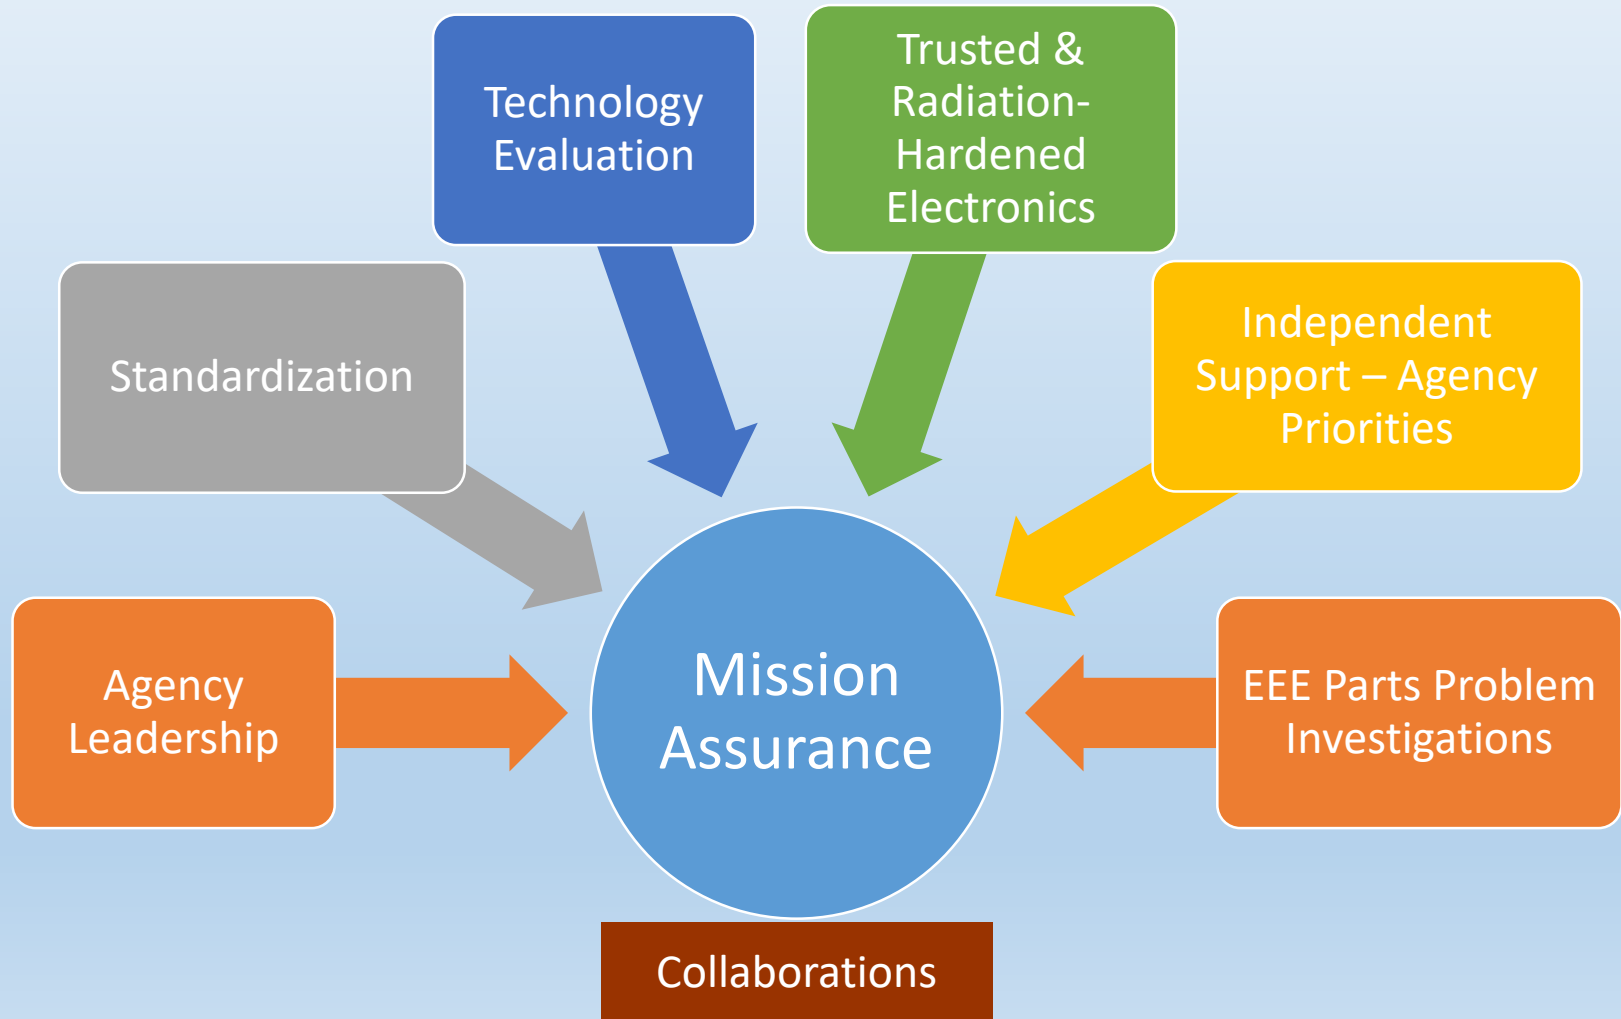 Technology
Evaluation
Trusted &
Radiation-
Hardened
Electronics
Standardization
Independent
Support – Agency
Priorities
Agency
Leadership
Mission
Assurance
EEE Parts Problem
Investigations
Collaborations